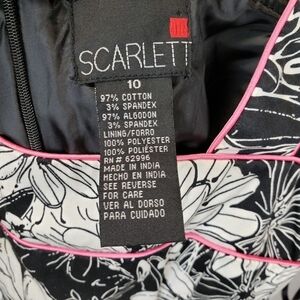 SCARLETT
10
97% COTTON
3% SPANDEX
97% ALGODON
3% SPANDEX
LINING/FORRO
100% POLYESTER
100% POLIÉSTER
RN# 62996
MADE IN INDIA
HECHO EN INDIA
SEE REVERSE
FOR CARE
VER AL DORSO
PARA CUIDADO